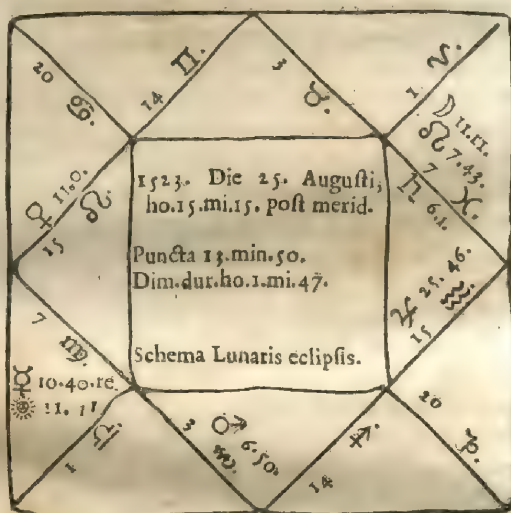 20 ♋.
14 ♊.
3 ♉.
1 ♈.
☽ 11.11.
☊ 7.43.
7 ♓.
6.1.
♀ 11.0.
15 ♌.
1523. Die 25. Auguſti,
ho.15.mi.15. poſt merid.
Puncta 13.min.50.
Dim.dur.ho.1.mi.47.
Schema Lunaris eclipſis.
♃ 25. 46.
15 ♒.
7 ♍.
☿ 10.40.re.
☉ 11. 11
1 ♎.
3 ♏.
♂ 6.50.
14 ♐.
20 ♑.